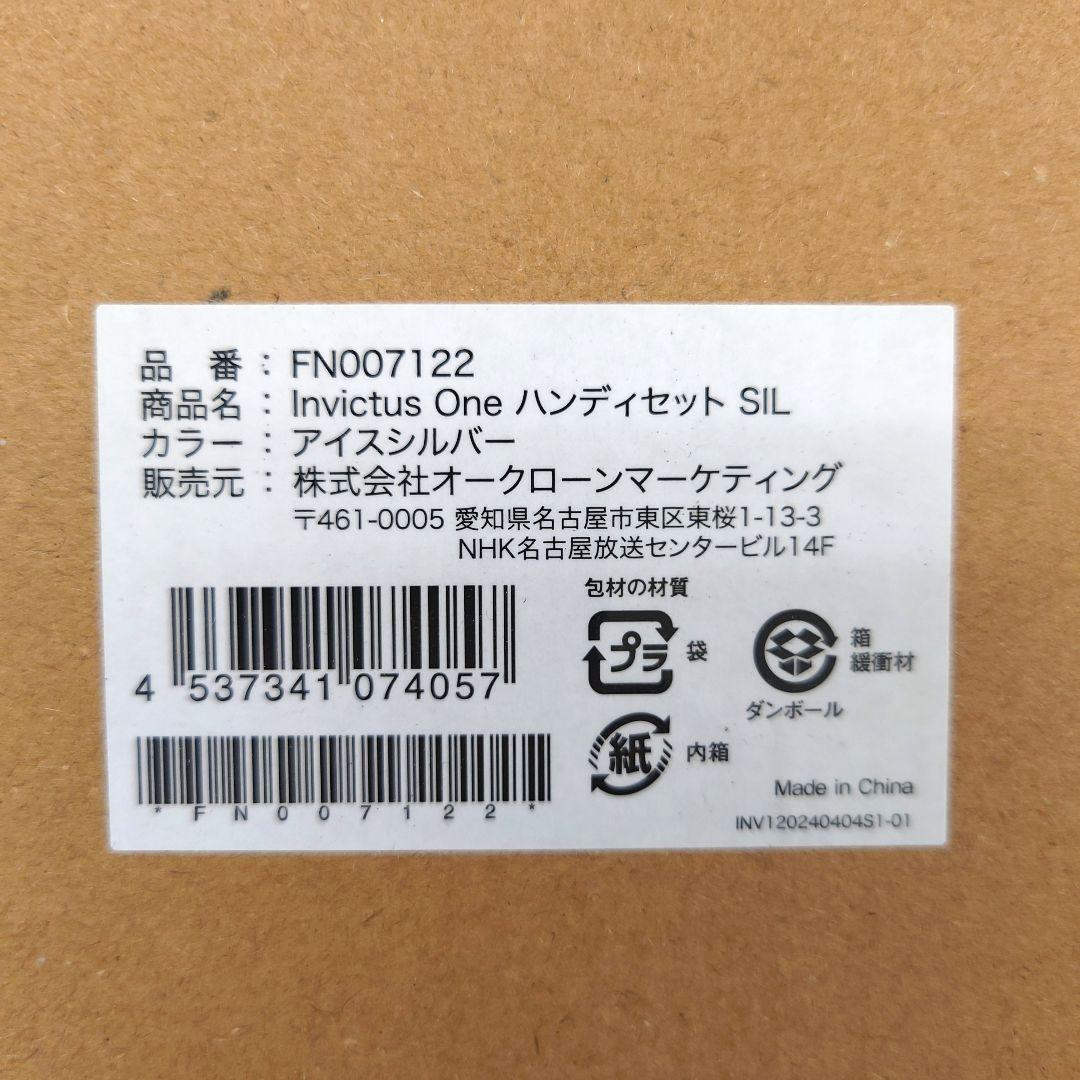 品　番 : FN007122
商品名 : Invictus One ハンディセット SIL
カラー : アイスシルバー
販売元 : 株式会社オークローンマーケティング
〒461-0005 愛知県名古屋市東区東桜1-13-3
NHK名古屋放送センタービル14F
包材の材質
プラ 袋
箱
緩衝材
ダンボール
4 537341 074057
紙 内箱
*FN007122*
Made in China
INV120240404S1-01